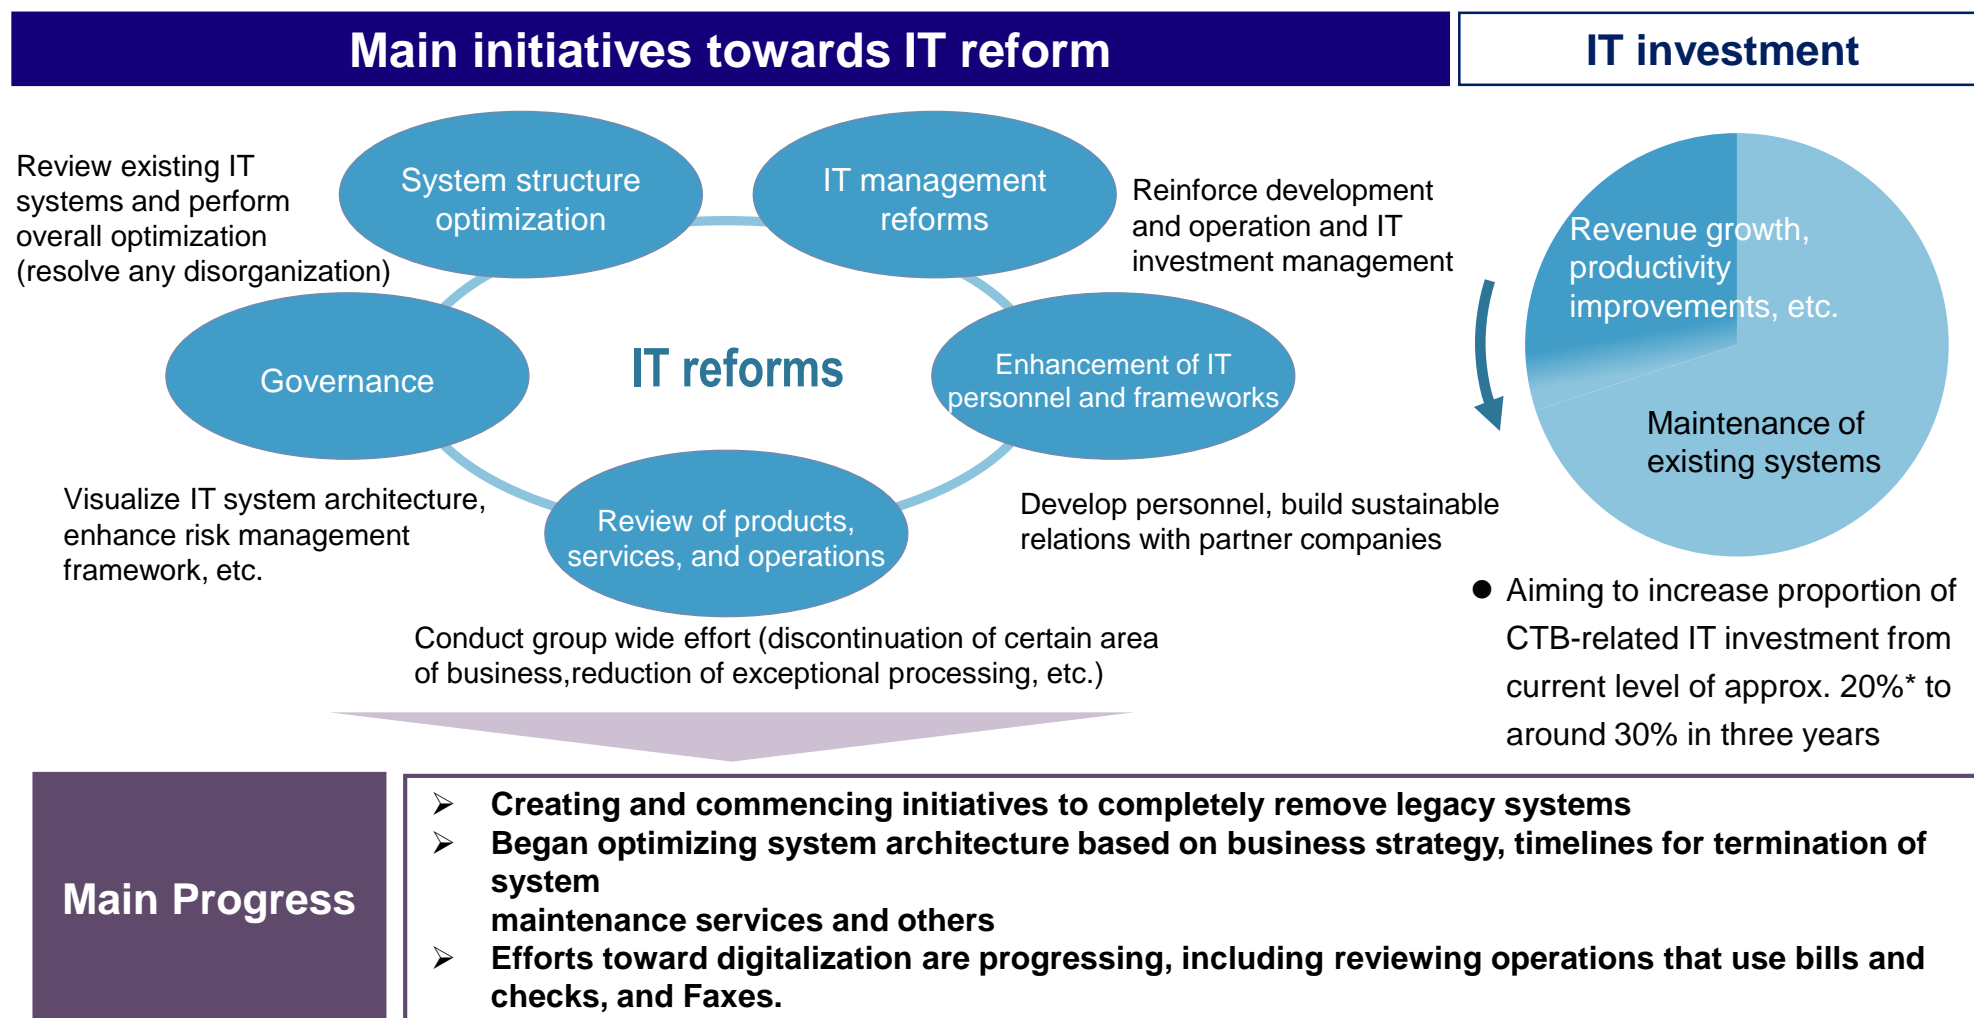 Main initiatives towards IT reform
IT investment
Review existing IT
systems and perform
overall optimization
(resolve any disorganization)
System structure
optimization
IT management
reforms
Reinforce development
and operation and IT
investment management
Governance
IT reforms
Enhancement of IT
personnel and frameworks
Visualize IT system architecture,
enhance risk management
framework, etc.
Review of products,
services, and operations
Develop personnel, build sustainable
relations with partner companies
Conduct group wide effort (discontinuation of certain area
of business,reduction of exceptional processing, etc.)
Revenue growth,
productivity
improvements, etc.
Maintenance of
existing systems
● Aiming to increase proportion of
CTB-related IT investment from
current level of approx. 20%* to
around 30% in three years
Main Progress
➢ Creating and commencing initiatives to completely remove legacy systems
➢ Began optimizing system architecture based on business strategy, timelines for termination of
system
maintenance services and others
➢ Efforts toward digitalization are progressing, including reviewing operations that use bills and
checks, and Faxes.